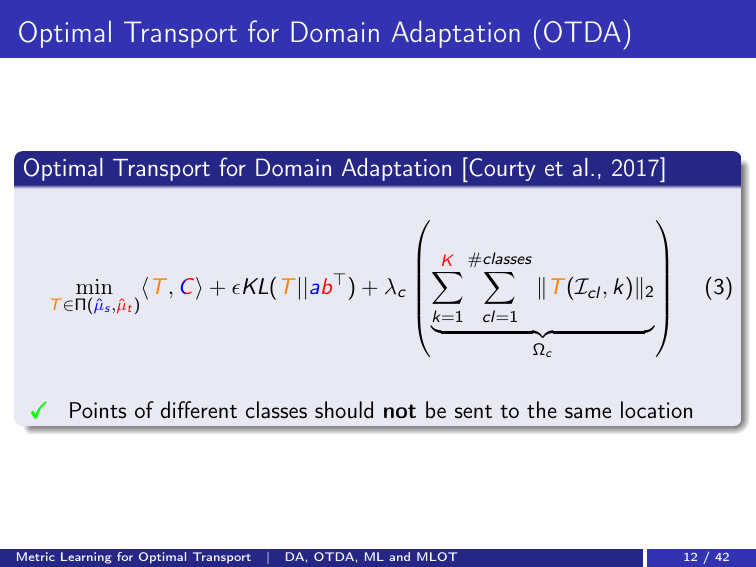 Optimal Transport for Domain Adaptation (OTDA)
Optimal Transport for Domain Adaptation [Courty et al., 2017]
$$\min_{T \in \Pi(\hat{\mu}_s, \hat{\mu}_t)} \langle T, C \rangle + \epsilon KL(T || ab^\top) + \lambda_c \left( \underbrace{\sum_{k=1}^{K} \sum_{cl=1}^{\#classes} \| T(\mathcal{I}_{cl}, k) \|_2}_{\Omega_c} \right) \quad (3)$$
✓ Points of different classes should not be sent to the same location
Metric Learning for Optimal Transport | DA, OTDA, ML and MLOT 12 / 42